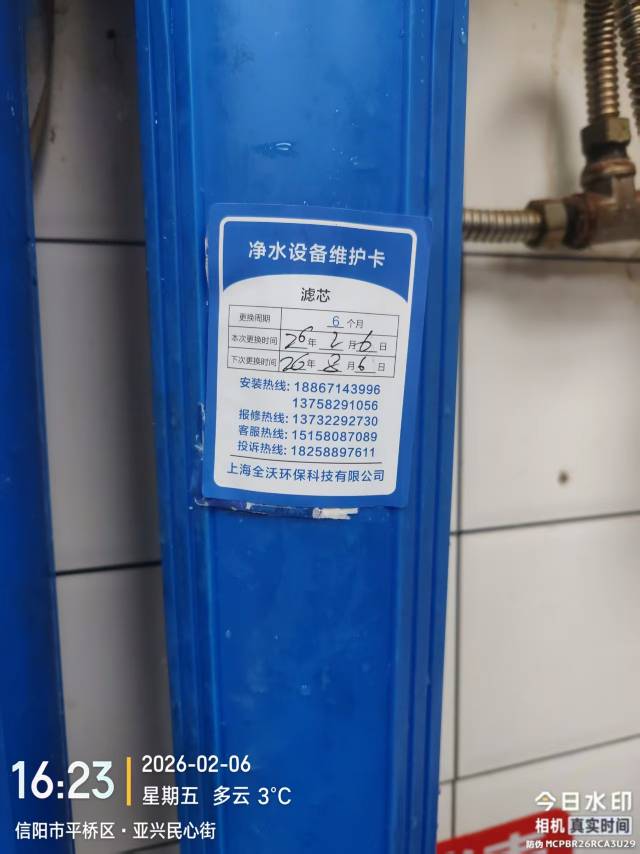 净水设备维护卡
滤芯
更换周期 6 个月
本次更换时间 26年 2月 6日
下次更换时间 26年 8月 6日
安装热线: 18867143996
13758291056
报修热线: 13732292730
客服热线: 15158087089
投诉热线: 18258897611
上海全沃环保科技有限公司
16:23
2026-02-06
星期五 多云 3℃
信阳市平桥区·亚兴民心街
今日水印
相机 真实时间
防伪 MCPBR26RCA3U29